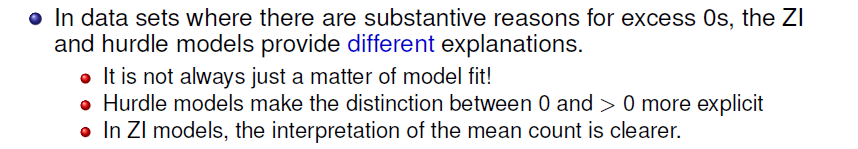 In data sets where there are substantive reasons for excess 0s, the ZI
and hurdle models provide different explanations.
It is not always just a matter of model fit!
Hurdle models make the distinction between 0 and > 0 more explicit
In ZI models, the interpretation of the mean count is clearer.